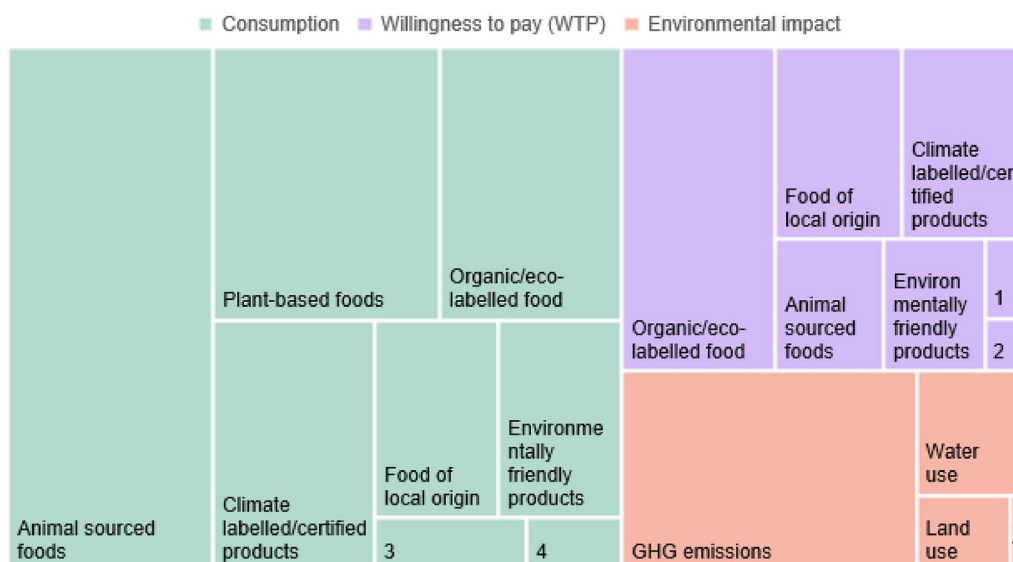 Consumption Willingness to pay (WTP) Environmental impact
Animal sourced
foods
Plant-based foods
Organic/eco-
labelled food
Climate
labelled/certified
products
Food of
local origin
Environme
ntally
friendly
products
3
4
Organic/eco-
labelled food
Food of
local origin
Climate
labelled/cer
tified
products
Animal
sourced
foods
Environ
mentally
friendly
products
1
2
GHG emissions
Water
use
Land
use